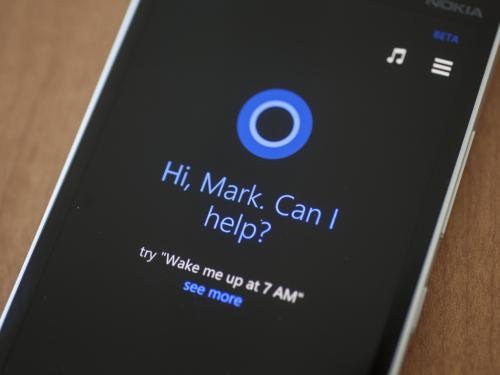 NOKIA
BETA
Hi, Mark. Can I
help?
try "Wake me up at 7 AM"
see more